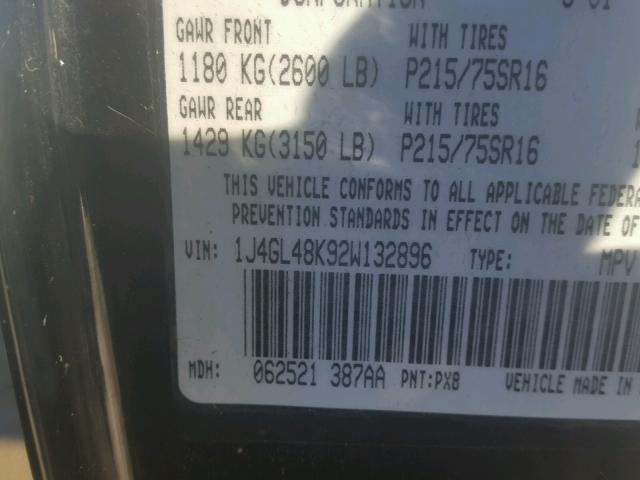 GAWR FRONT WITH TIRES
1180 KG(2600 LB) P215/75SR16
GAWR REAR WITH TIRES
1429 KG(3150 LB) P215/75SR16
THIS VEHICLE CONFORMS TO ALL APPLICABLE FEDERA
PREVENTION STANDARDS IN EFFECT ON THE DATE OF
VIN: 1J4GL48K92W132896 TYPE: MPV
MDH: 062521 387AA PNT:PX8 VEHICLE MADE IN